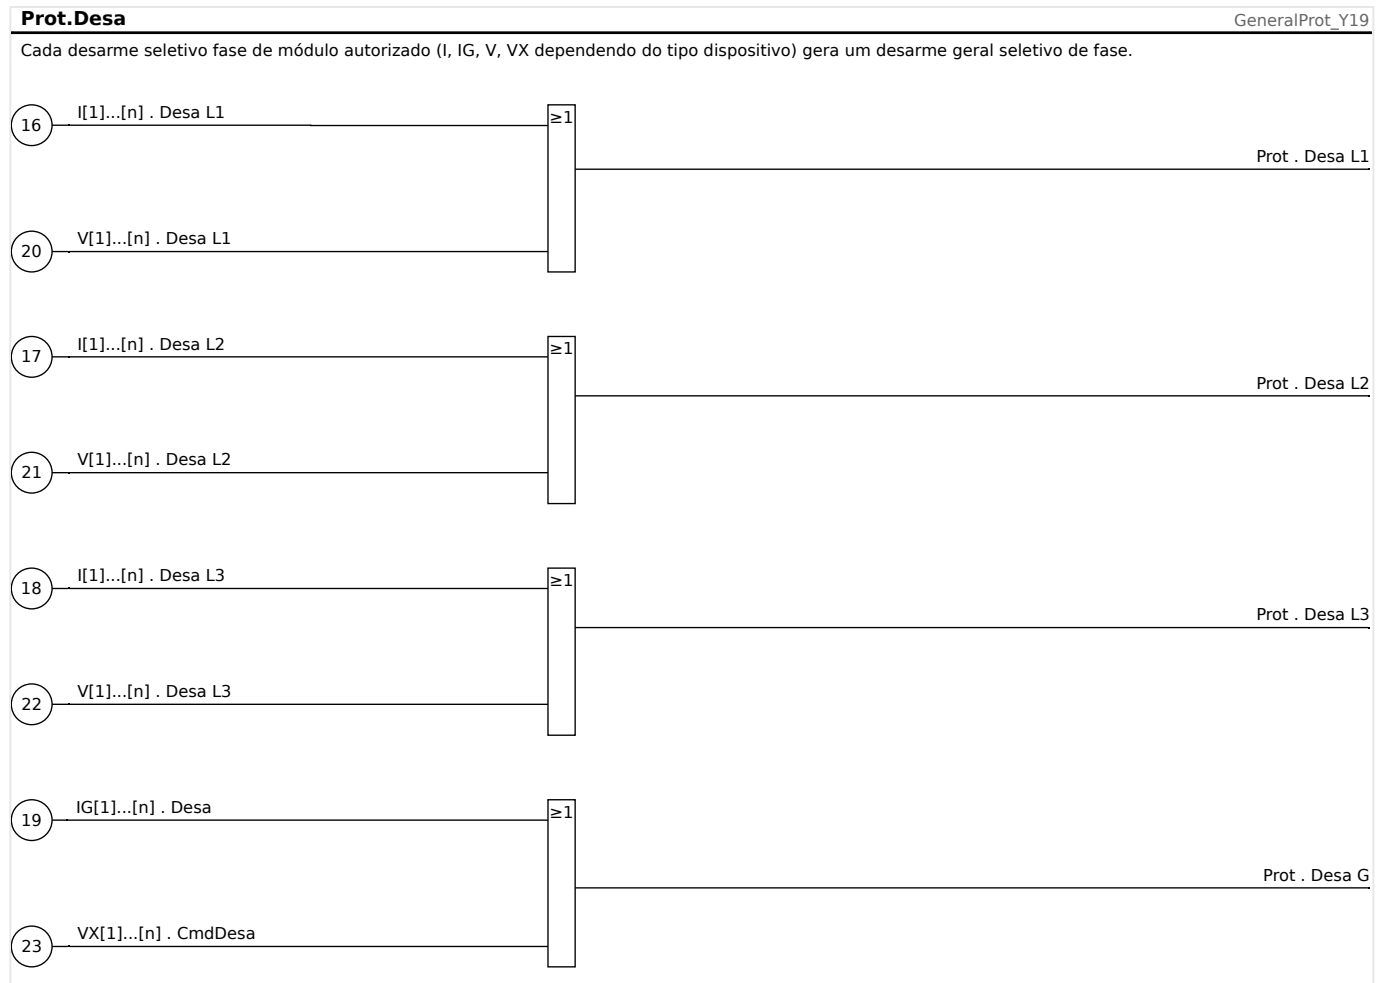 Prot.Desa
GeneralProt_Y19
Cada desarme seletivo fase de módulo autorizado (I, IG, V, VX dependendo do tipo dispositivo) gera um desarme geral seletivo de fase.
16
I[1]...[n] . Desa L1
≥1
Prot . Desa L1
20
V[1]...[n] . Desa L1
17
I[1]...[n] . Desa L2
≥1
Prot . Desa L2
21
V[1]...[n] . Desa L2
18
I[1]...[n] . Desa L3
≥1
Prot . Desa L3
22
V[1]...[n] . Desa L3
19
IG[1]...[n] . Desa
≥1
Prot . Desa G
23
VX[1]...[n] . CmdDesa